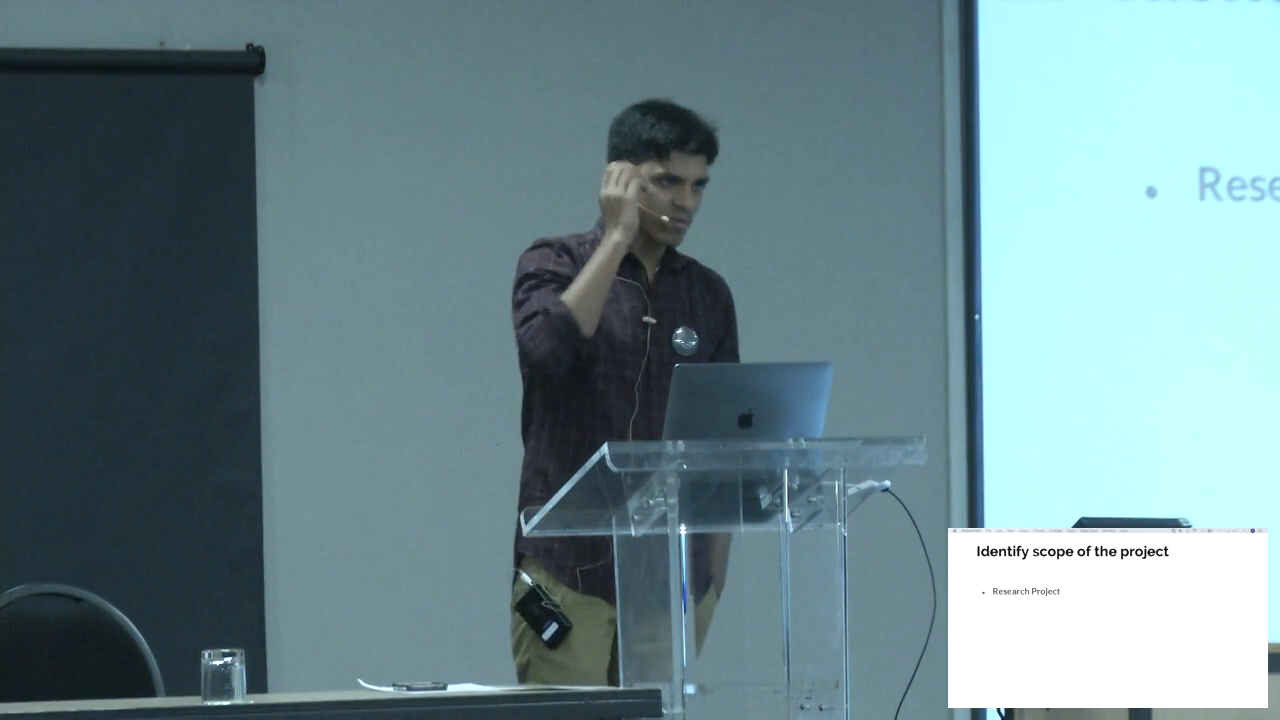 Rese
Identify scope of the project
• Research Project